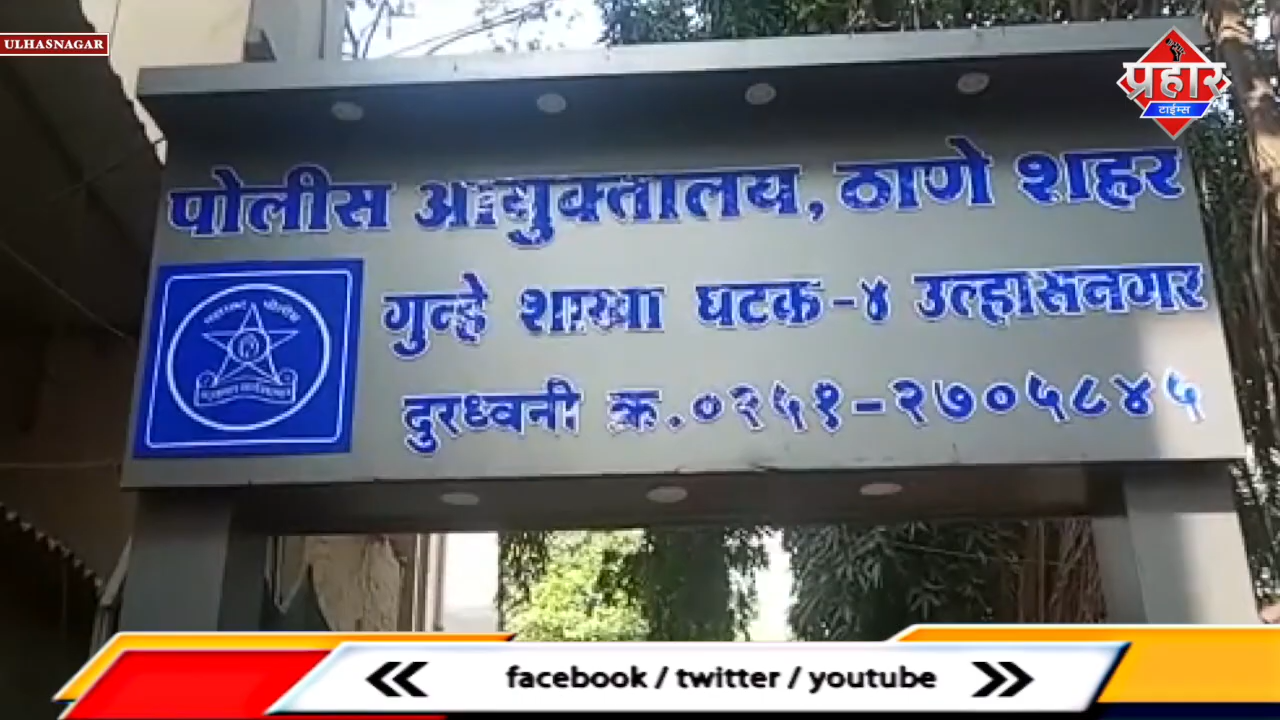 ULHASNAGAR
प्रहार
टाईम्स
पोलीस आयुक्तालय, ठाणे शहर
गुन्हे शाखा घटक-४ उल्हासनगर
दुरध्वनी क्र.०२५१-२७०५८४५
facebook / twitter / youtube